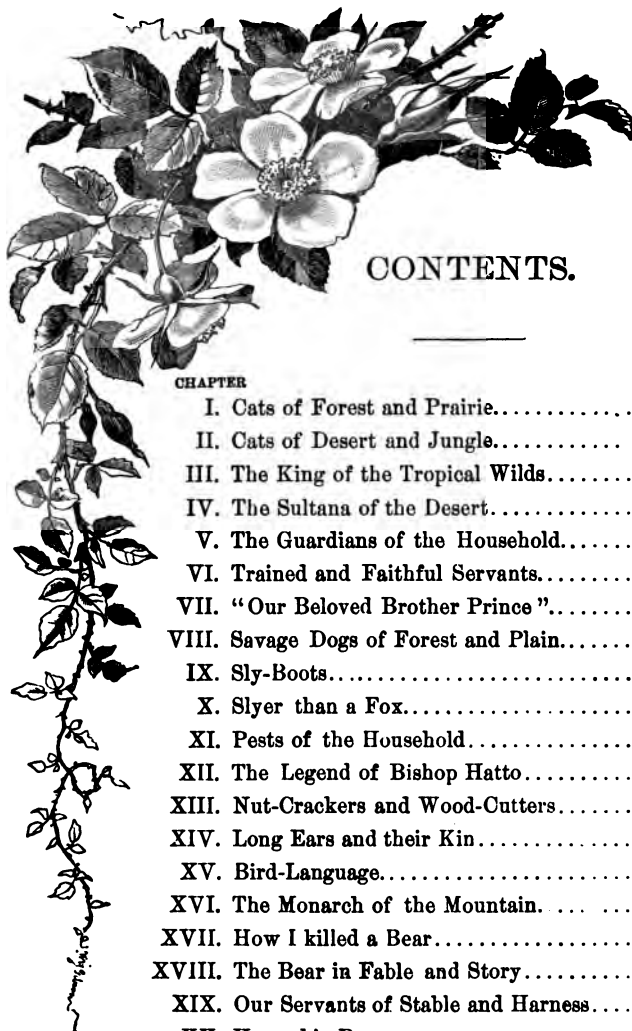 CONTENTS.
CHAPTER
I. Cats of Forest and Prairie.............
II. Cats of Desert and Jungle............
III. The King of the Tropical Wilds........
IV. The Sultana of the Desert.............
V. The Guardians of the Household.......
VI. Trained and Faithful Servants.........
VII. "Our Beloved Brother Prince"........
VIII. Savage Dogs of Forest and Plain.......
IX. Sly-Boots............................
X. Slyer than a Fox.....................
XI. Pests of the Household...............
XII. The Legend of Bishop Hatto..........
XIII. Nut-Crackers and Wood-Cutters.......
XIV. Long Ears and their Kin..............
XV. Bird-Language.......................
XVI. The Monarch of the Mountain. ... ...
XVII. How I killed a Bear..................
XVIII. The Bear in Fable and Story..........
XIX. Our Servants of Stable and Harness....